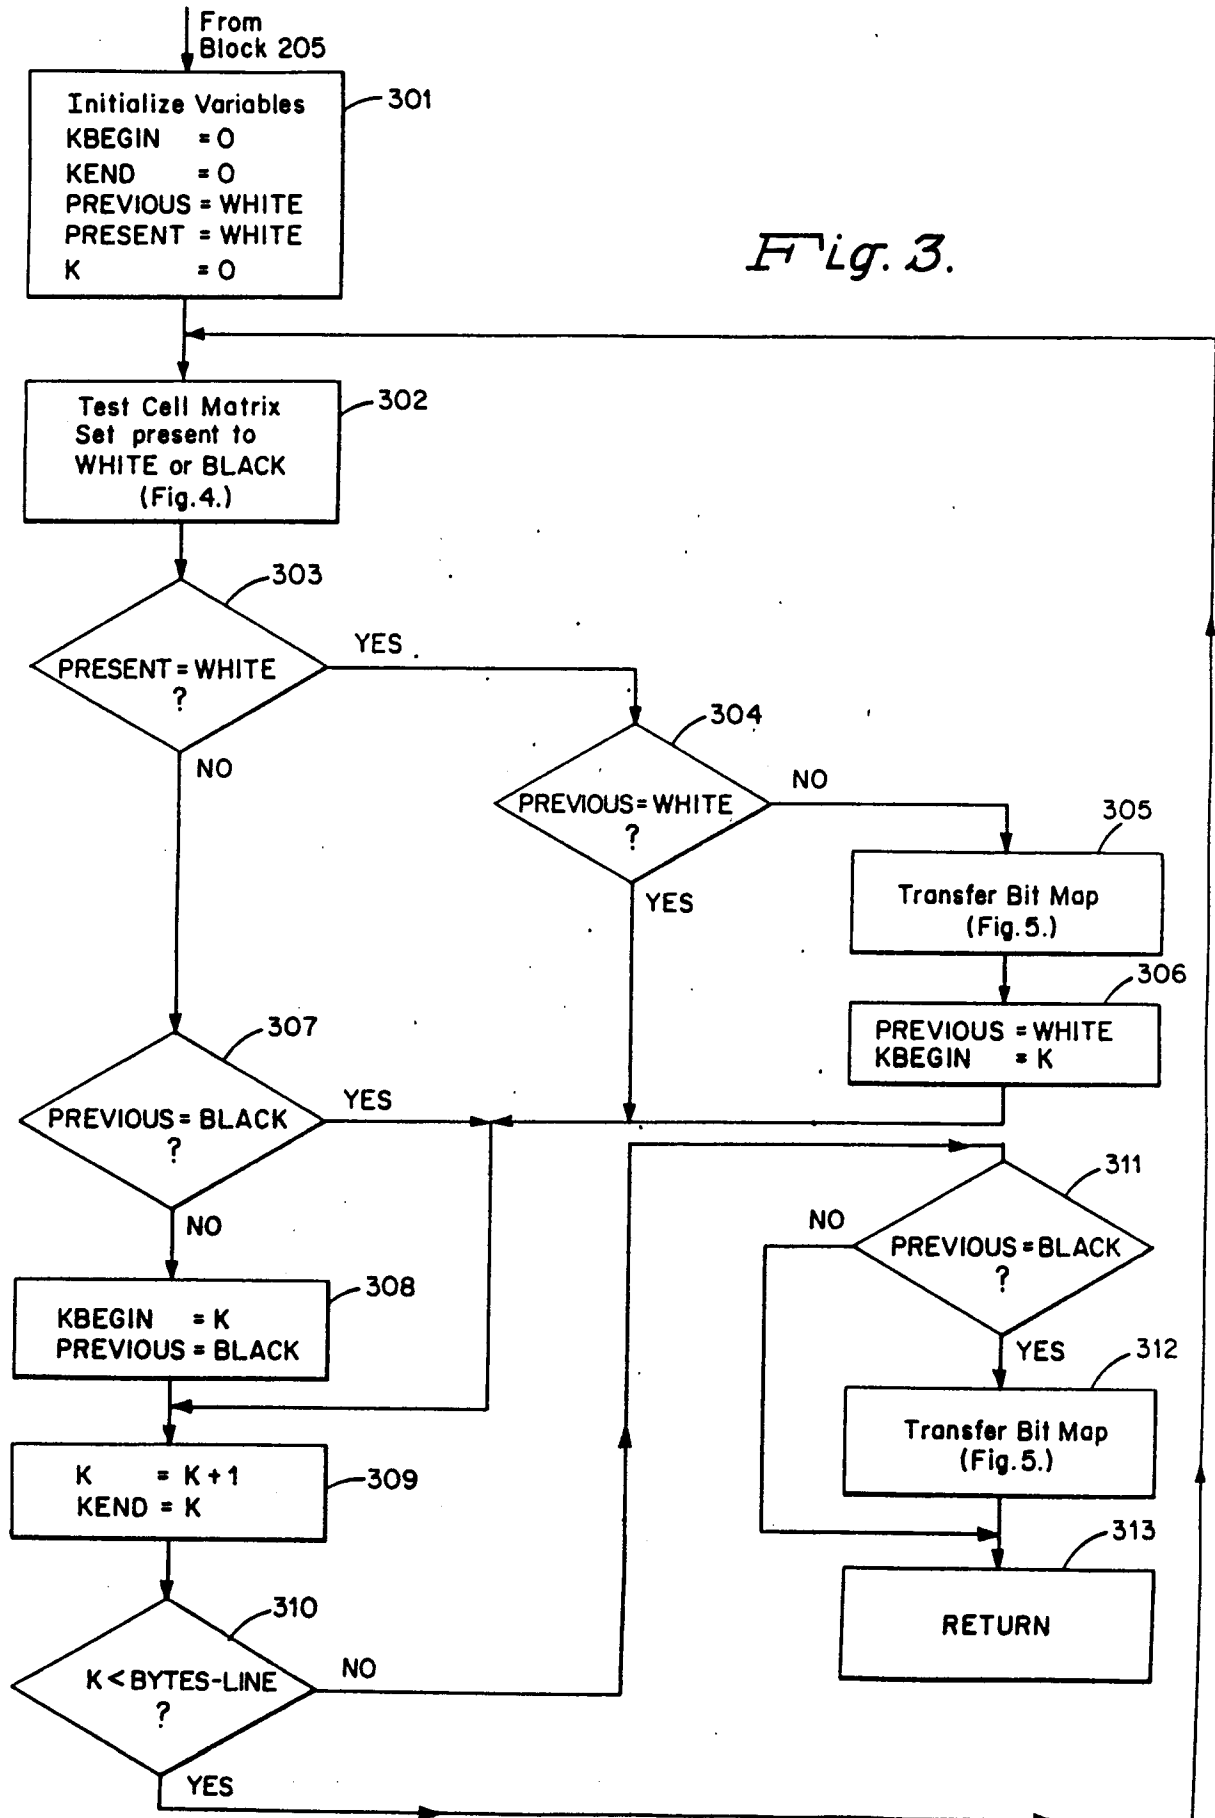 From
Block 205
301
Initialize Variables
KBEGIN = 0
KEND = 0
PREVIOUS = WHITE
PRESENT = WHITE
K = 0
Fig. 3.
302
Test Cell Matrix
Set present to
WHITE or BLACK
(Fig. 4.)
303
PRESENT = WHITE
?
YES
NO
304
PREVIOUS = WHITE
?
NO
YES
305
Transfer Bit Map
(Fig. 5.)
306
PREVIOUS = WHITE
KBEGIN = K
307
PREVIOUS = BLACK
?
YES
NO
308
KBEGIN = K
PREVIOUS = BLACK
309
K = K + 1
KEND = K
310
K < BYTES-LINE
?
NO
YES
311
PREVIOUS = BLACK
?
NO
YES
312
Transfer Bit Map
(Fig. 5.)
313
RETURN